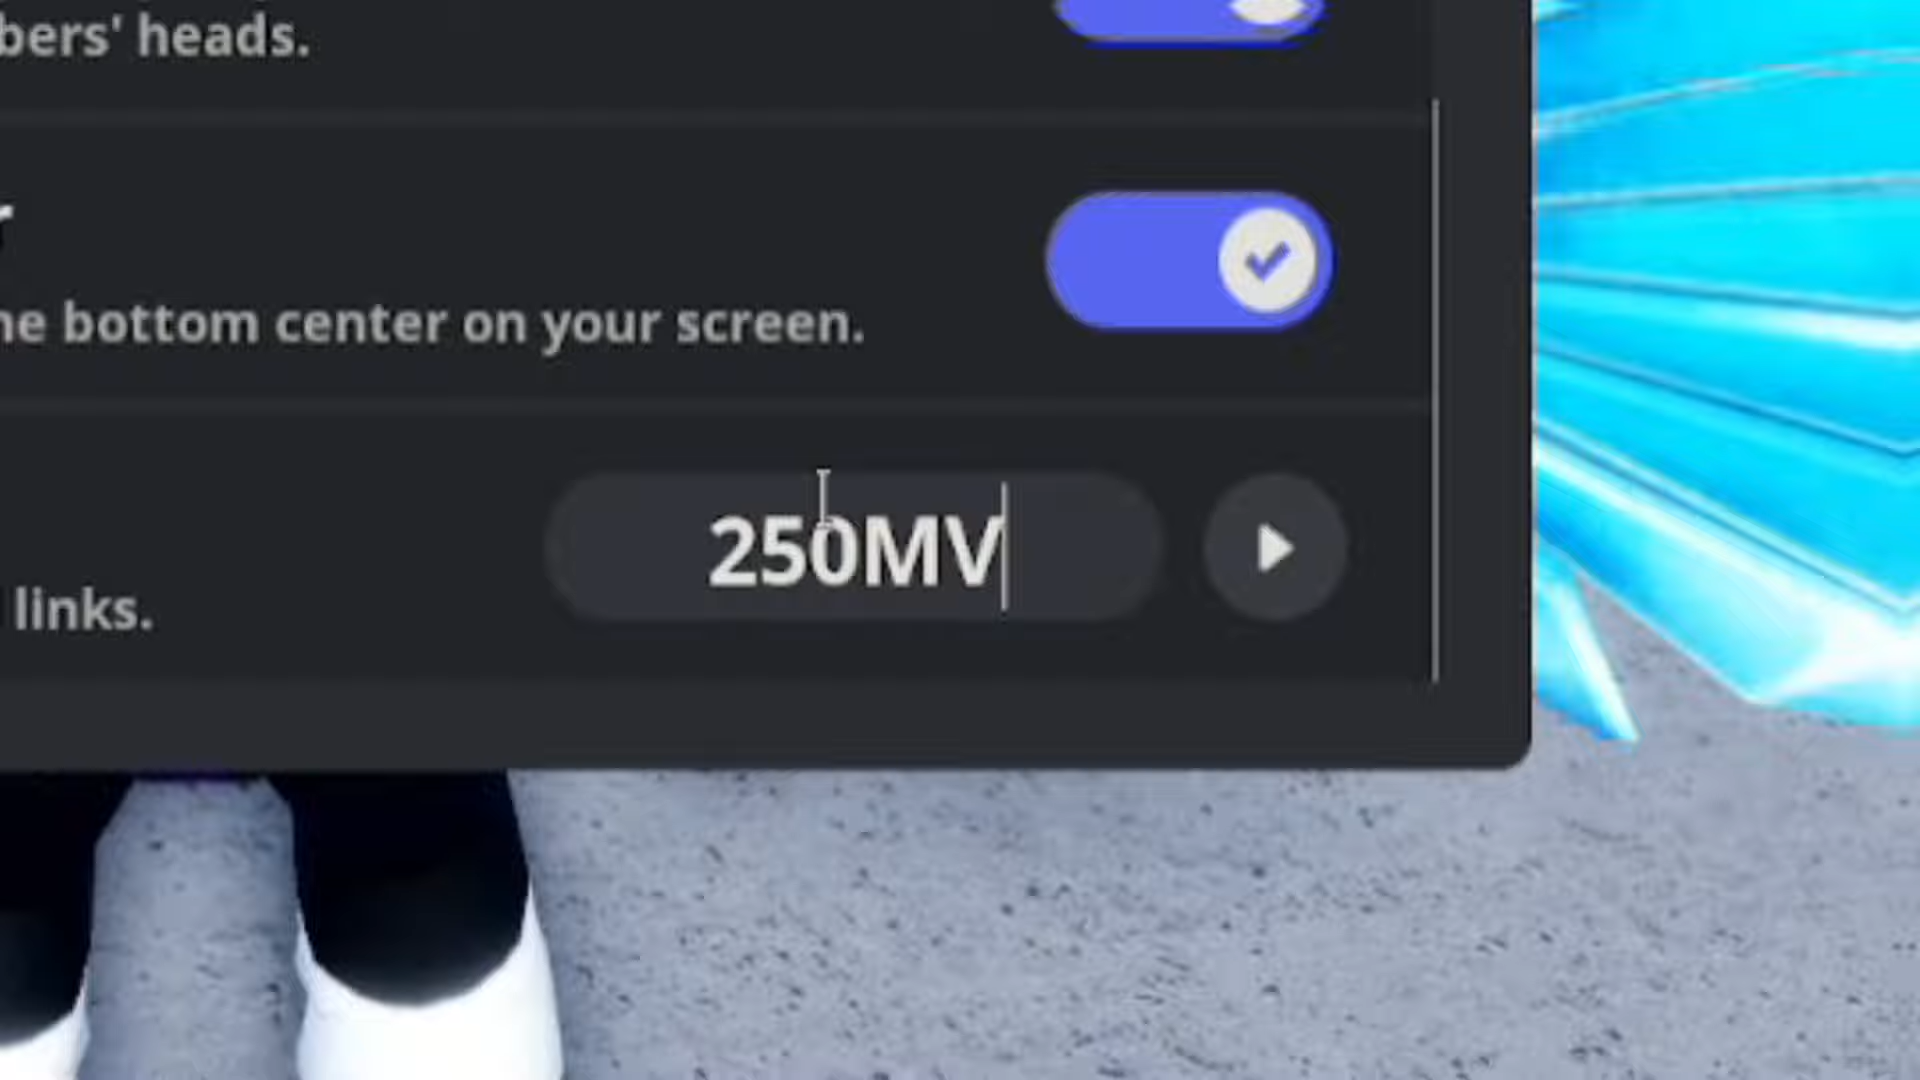 bers' heads.
r
he bottom center on your screen.
250MV
links.